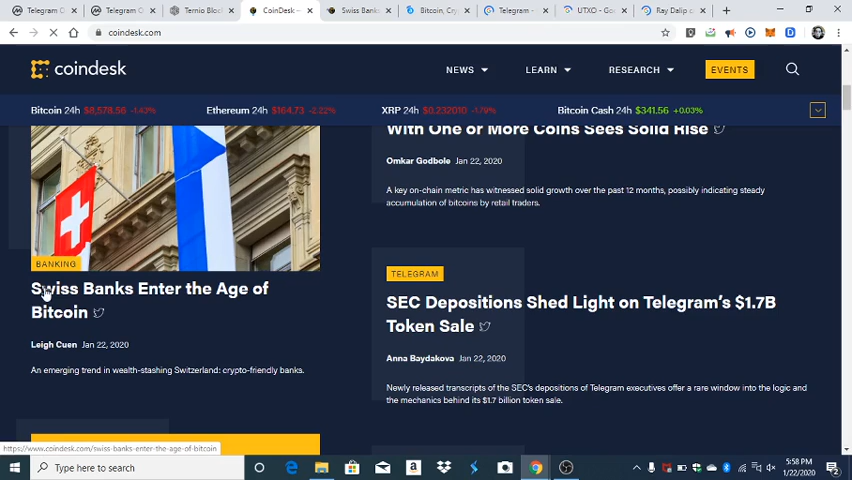 Telegram O
Telegram O
Ternio Bloc
CoinDesk –
Swiss Banks
Bitcoin, Cry
Telegram -
UTXO - Goo
Ray Dalip o
coindesk.com
coindesk
NEWS
LEARN
RESEARCH
EVENTS
Bitcoin 24h $8,578.56 -1.43%
Ethereum 24h $164.73 -2.22%
XRP 24h $0.232010 -1.79%
Bitcoin Cash 24h $341.56 +0.03%
BANKING
Swiss Banks Enter the Age of
Bitcoin
Leigh Cuen Jan 22, 2020
An emerging trend in wealth-stashing Switzerland: crypto-friendly banks.
With One or More Coins Sees Solid Rise
Omkar Godbole Jan 22, 2020
A key on-chain metric has witnessed solid growth over the past 12 months, possibly indicating steady
accumulation of bitcoins by retail traders.
TELEGRAM
SEC Depositions Shed Light on Telegram's $1.7B
Token Sale
Anna Baydakova Jan 22, 2020
Newly released transcripts of the SEC's depositions of Telegram executives offer a rare window into the logic and
the mechanics behind its $1.7 billion token sale.
https://www.coindesk.com/swiss-banks-enter-the-age-of-bitcoin
Type here to search
5:58 PM
1/22/2020